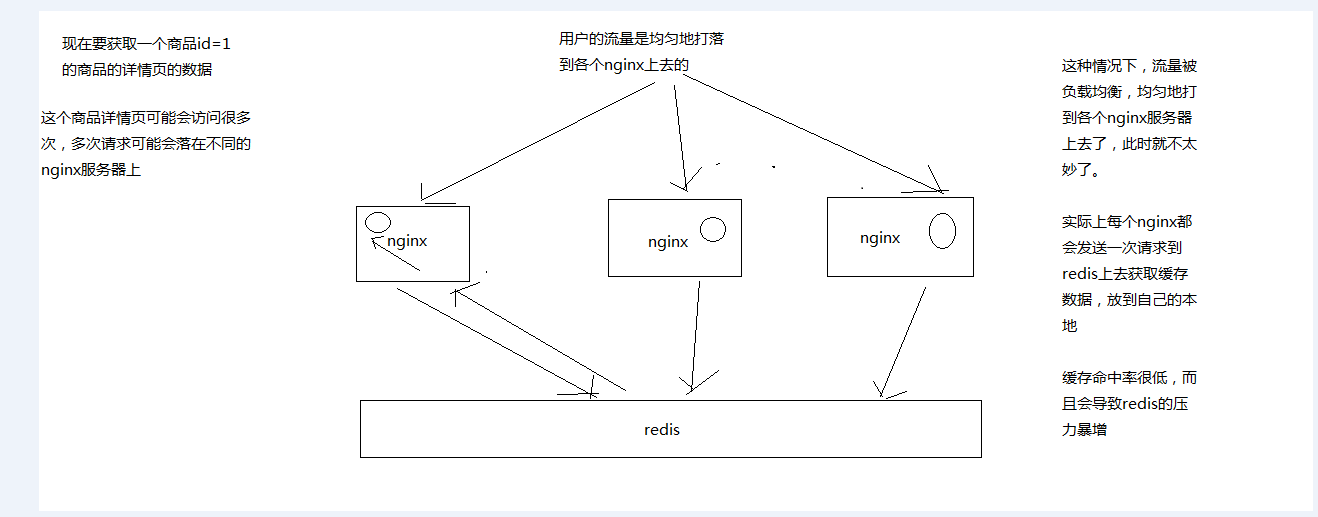 现在要获取一个商品id=1
的商品的详情页的数据
这个商品详情页可能会访问很多
次，多次请求可能会落在不同的
nginx服务器上
用户的流量是均匀地打落
到各个nginx上去的
nginx
nginx
nginx
redis
这种情况下，流量被
负载均衡，均匀地打
到各个nginx服务器
上去了，此时就不太
妙了。
实际上每个nginx都
会发送一次请求到
redis上去获取缓存
数据，放到自己的本
地
缓存命中率很低，而
且会导致redis的压
力暴增